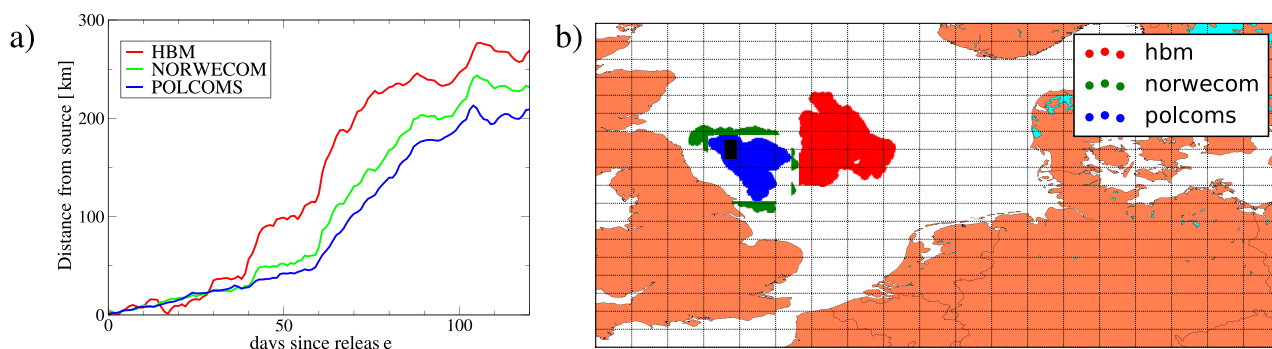 a)
300
200
100
0
Distance from source [km]
HBM
NORWECOM
POLCOMS
0
50
100
days since releas e
b)
hbm
norwecom
polcoms